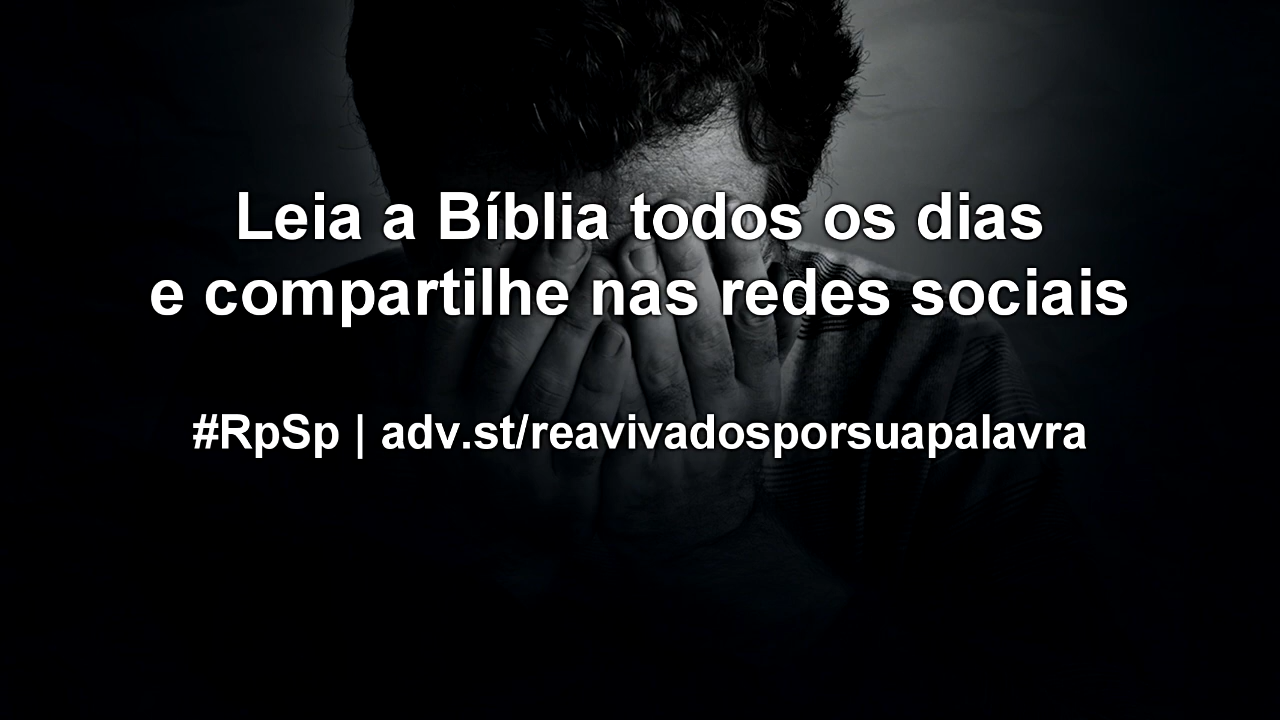 Leia a Bíblia todos os dias
e compartilhe nas redes sociais
#RpSp | adv.st/reavivadosporsuapalavra